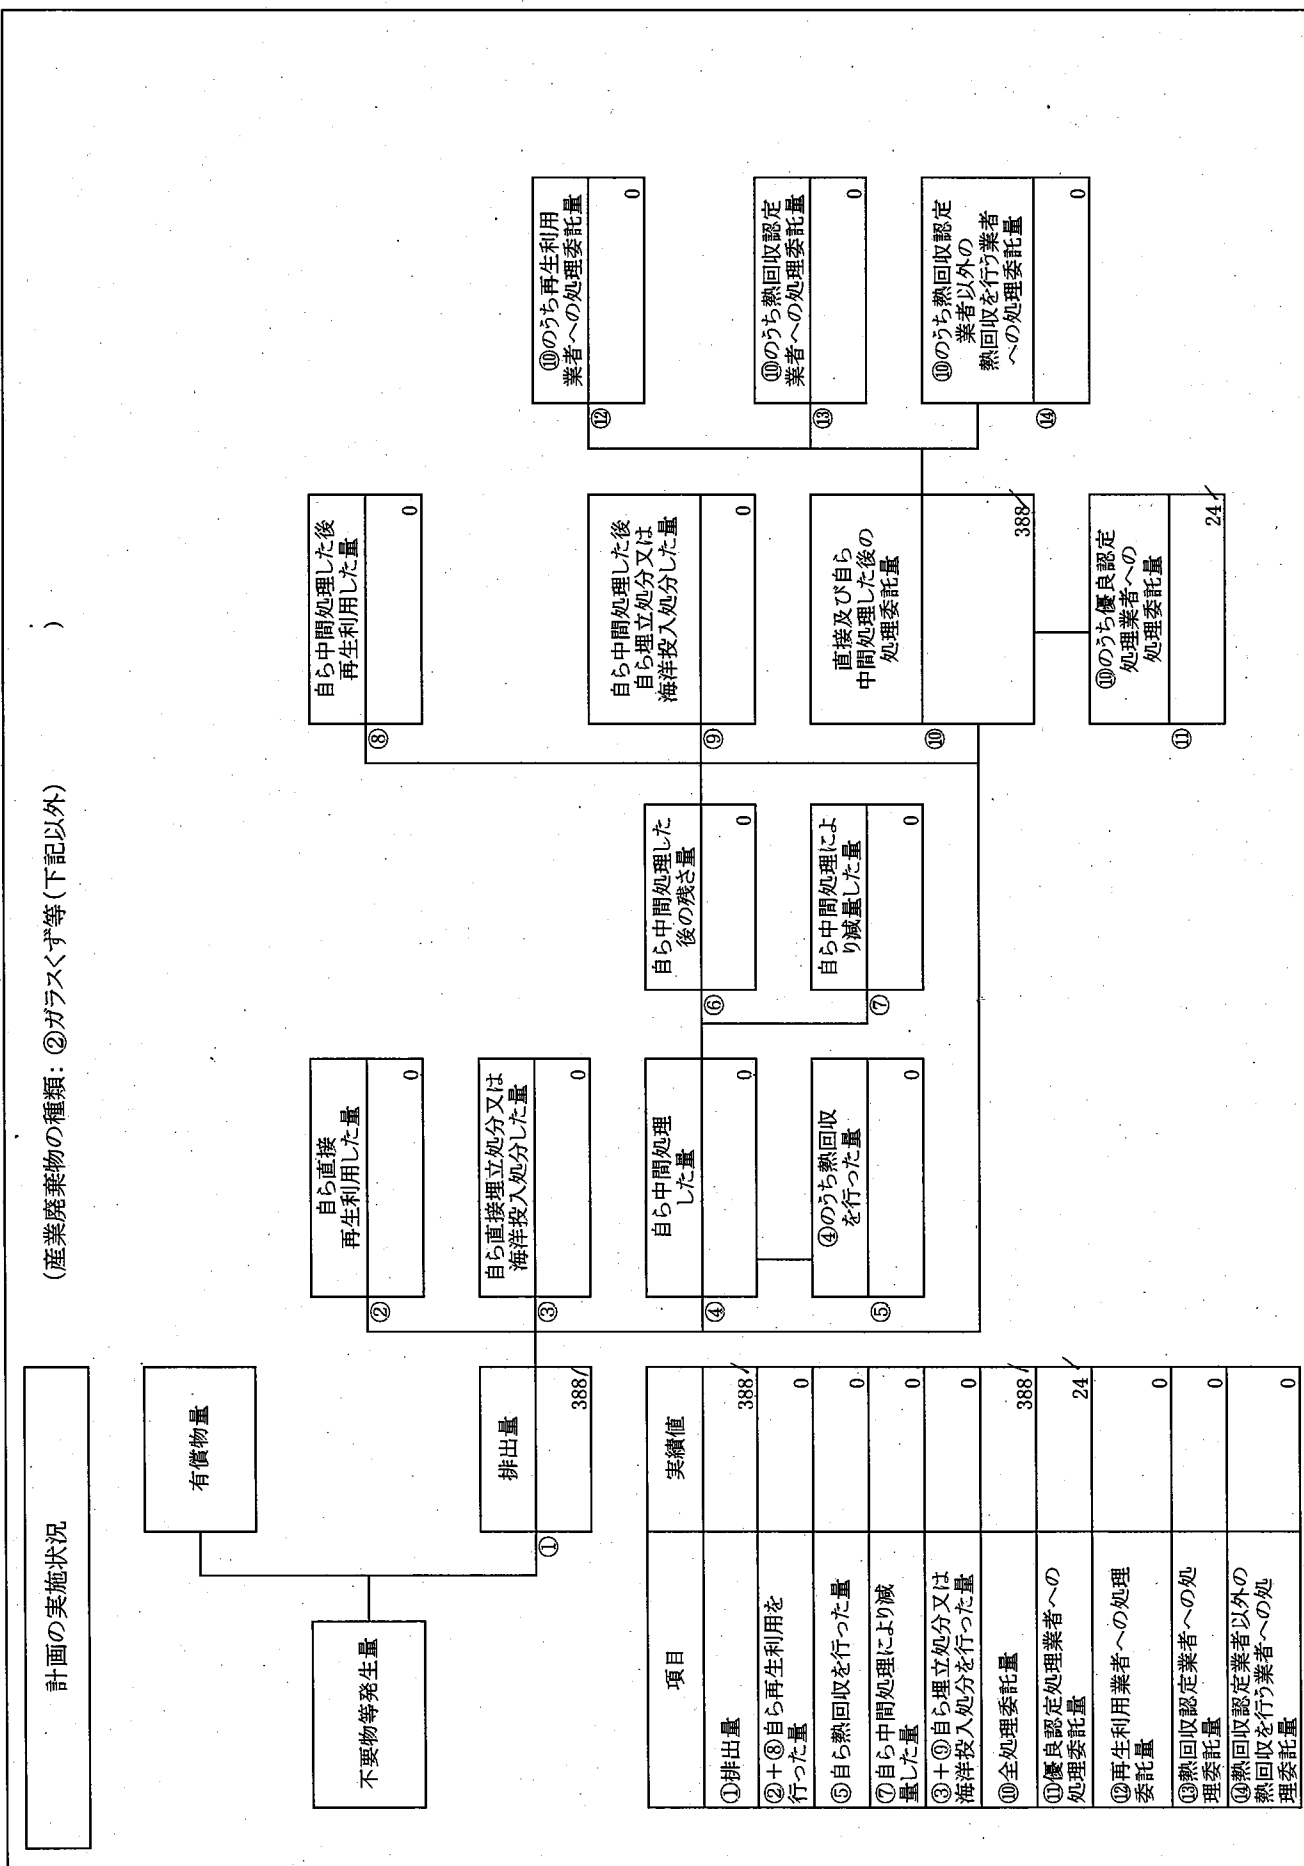 計画の実施状況
(産業廃棄物の種類:②ガラスくず等(下記以外)
)
不要物等発生量
有償物量
①
排出量
388
②
自ら直接
再生利用した量
0
③
自ら直接埋立処分又は
海洋投入処分した量
0
④
自ら中間処理
した量
0
⑤
④のうち熱回収
を行った量
0
⑥
自ら中間処理した
後の残さ量
0
⑦
自ら中間処理によ
り減量した量
0
⑧
自ら中間処理した後
再生利用した量
0
⑨
自ら中間処理した後
自ら埋立処分又は
海洋投入処分した量
0
⑩
直接及び自ら
中間処理した後の
処理委託量
388
⑪
⑩のうち優良認定
処理業者への
処理委託量
24
⑫
⑩のうち再生利用
業者への処理委託量
0
⑬
⑩のうち熱回収認定
業者への処理委託量
0
⑭
⑩のうち熱回収認定
業者以外の
熱回収を行う業者
への処理委託量
0
項目 実績値
①排出量 388
②+⑧自ら再生利用を
行った量 0
⑤自ら熱回収を行った量 0
⑦自ら中間処理により減
量した量 0
③+⑨自ら埋立処分又は
海洋投入処分を行った量 0
⑩全処理委託量 388
⑪優良認定処理業者への
処理委託量 24
⑫再生利用業者への処理
委託量 0
⑬熱回収認定業者への処
理委託量 0
⑭熱回収認定業者以外の
熱回収を行う業者への処
理委託量 0